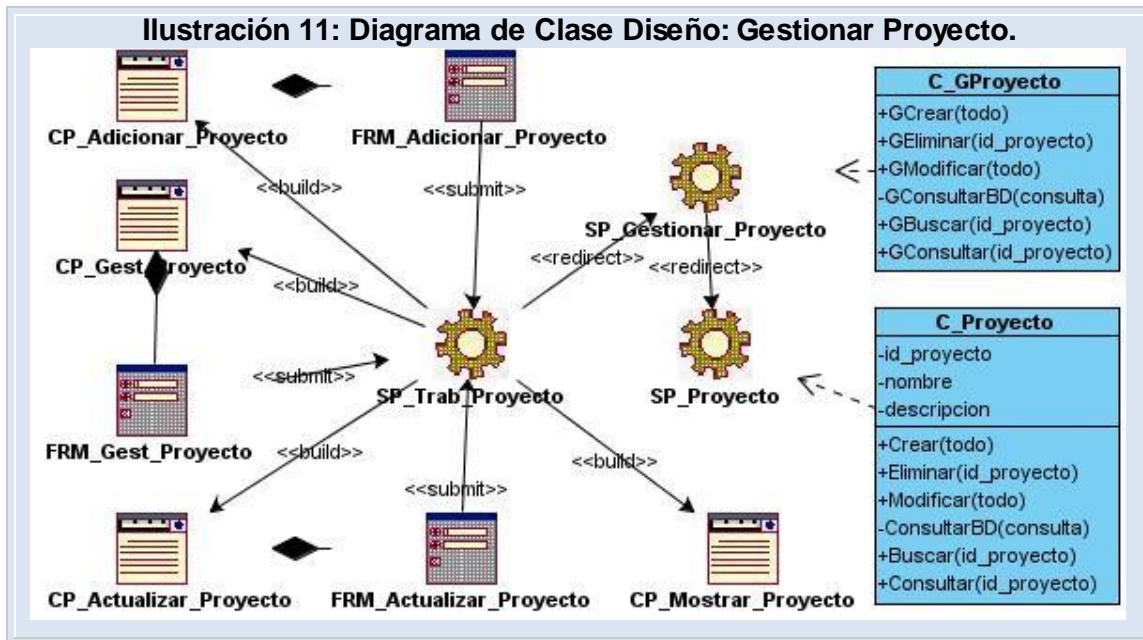 Ilustración 11: Diagrama de Clase Diseño: Gestionar Proyecto.
CP_Adicionar_Proyecto
FRM_Adicionar_Proyecto
<<build>>
<<submit>>
CP_Gest_Proyecto
<<build>>
SP_Gestionar_Proyecto
<<redirect>>
<<redirect>>
<<submit>>
SP_Trab_Proyecto
SP_Proyecto
FRM_Gest_Proyecto
<<build>>
<<submit>>
<<build>>
CP_Actualizar_Proyecto
FRM_Actualizar_Proyecto
CP_Mostrar_Proyecto
C_GProyecto
+GCrear(todo)
+GEliminar(id_proyecto)
+GModificar(todo)
-GConsultarBD(consulta)
+GBuscar(id_proyecto)
+GConsultar(id_proyecto)
C_Proyecto
-id_proyecto
-nombre
-descripcion
+Crear(todo)
+Eliminar(id_proyecto)
+Modificar(todo)
-ConsultarBD(consulta)
+Buscar(id_proyecto)
+Consultar(id_proyecto)